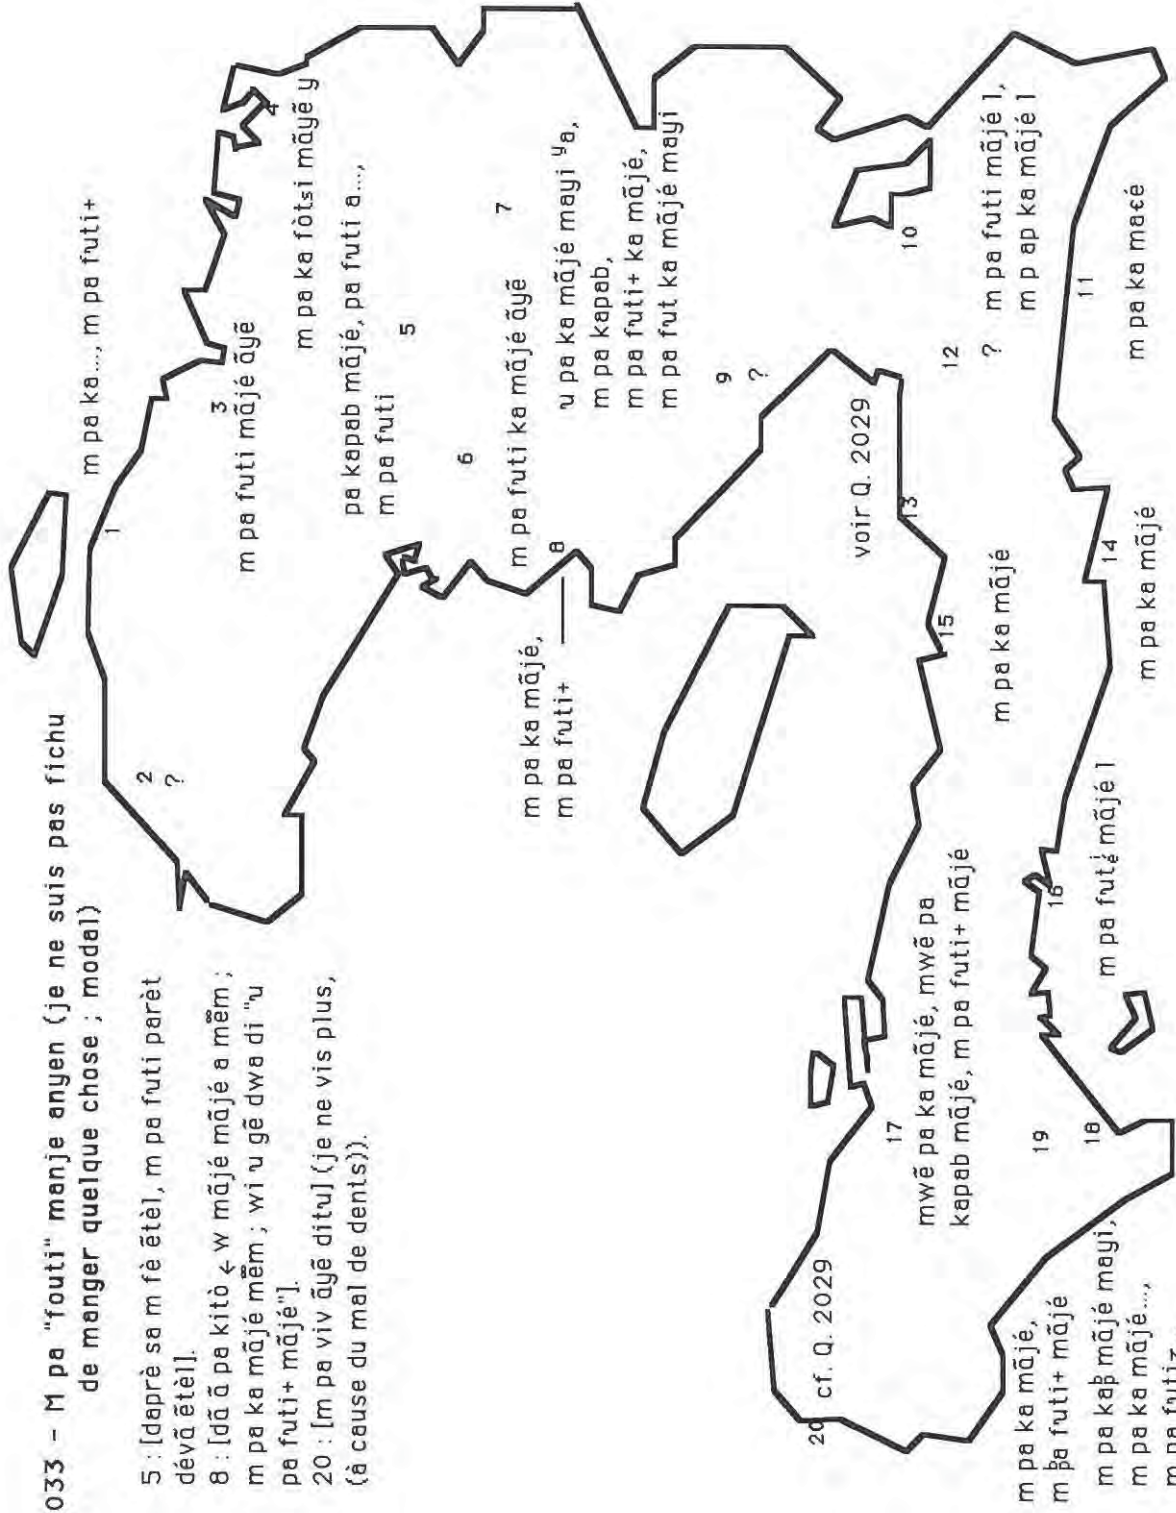 033 - M pa "fouti" manje anyen (je ne suis pas fichu
de manger quelque chose ; modal)
5 : [daprè sa m fè ẽtèl, m pa futi parèt
dévã ẽtèl].
8 : [dã ã pa kitò w mãjé mãjé a mẽm ;
m pa ka mãjé mẽm ; wi u gẽ dwa di "u
pa futi+ mãjé"].
20 : [m pa viv ãyẽ ditu] (je ne vis plus,
(à cause du mal de dents)).
1
m pa ka..., m pa futi+
2
?
3
m pa futi mãjé ãyẽ
4
m pa ka fòtsi mãyẽ y
pa kapab mãjé, pa futi a...,
m pa futi
5
6
m pa futi ka mãjé ãyẽ
7
8
m pa ka mãjé,
m pa futi+
u pa ka mãjé mayi ya,
m pa kapab,
m pa futi+ ka mãjé,
m pa fut ka mãjé mayi
9
?
10
voir Q. 2029
13
12
?
m pa futi mãjé l,
m ap ka mãjé l
11
m pa ka ma+é
15
m pa ka mãjé
14
m pa ka mãjé
16
m pa futi mãjé l
17
mwẽ pa ka mãjé, mwẽ pa
kapab mãjé, m pa futi+ mãjé
19
18
20
cf. Q. 2029
m pa ka mãjé,
m pa futi+ mãjé
m pa kap mãjé mayi,
m pa ka mãjé...,